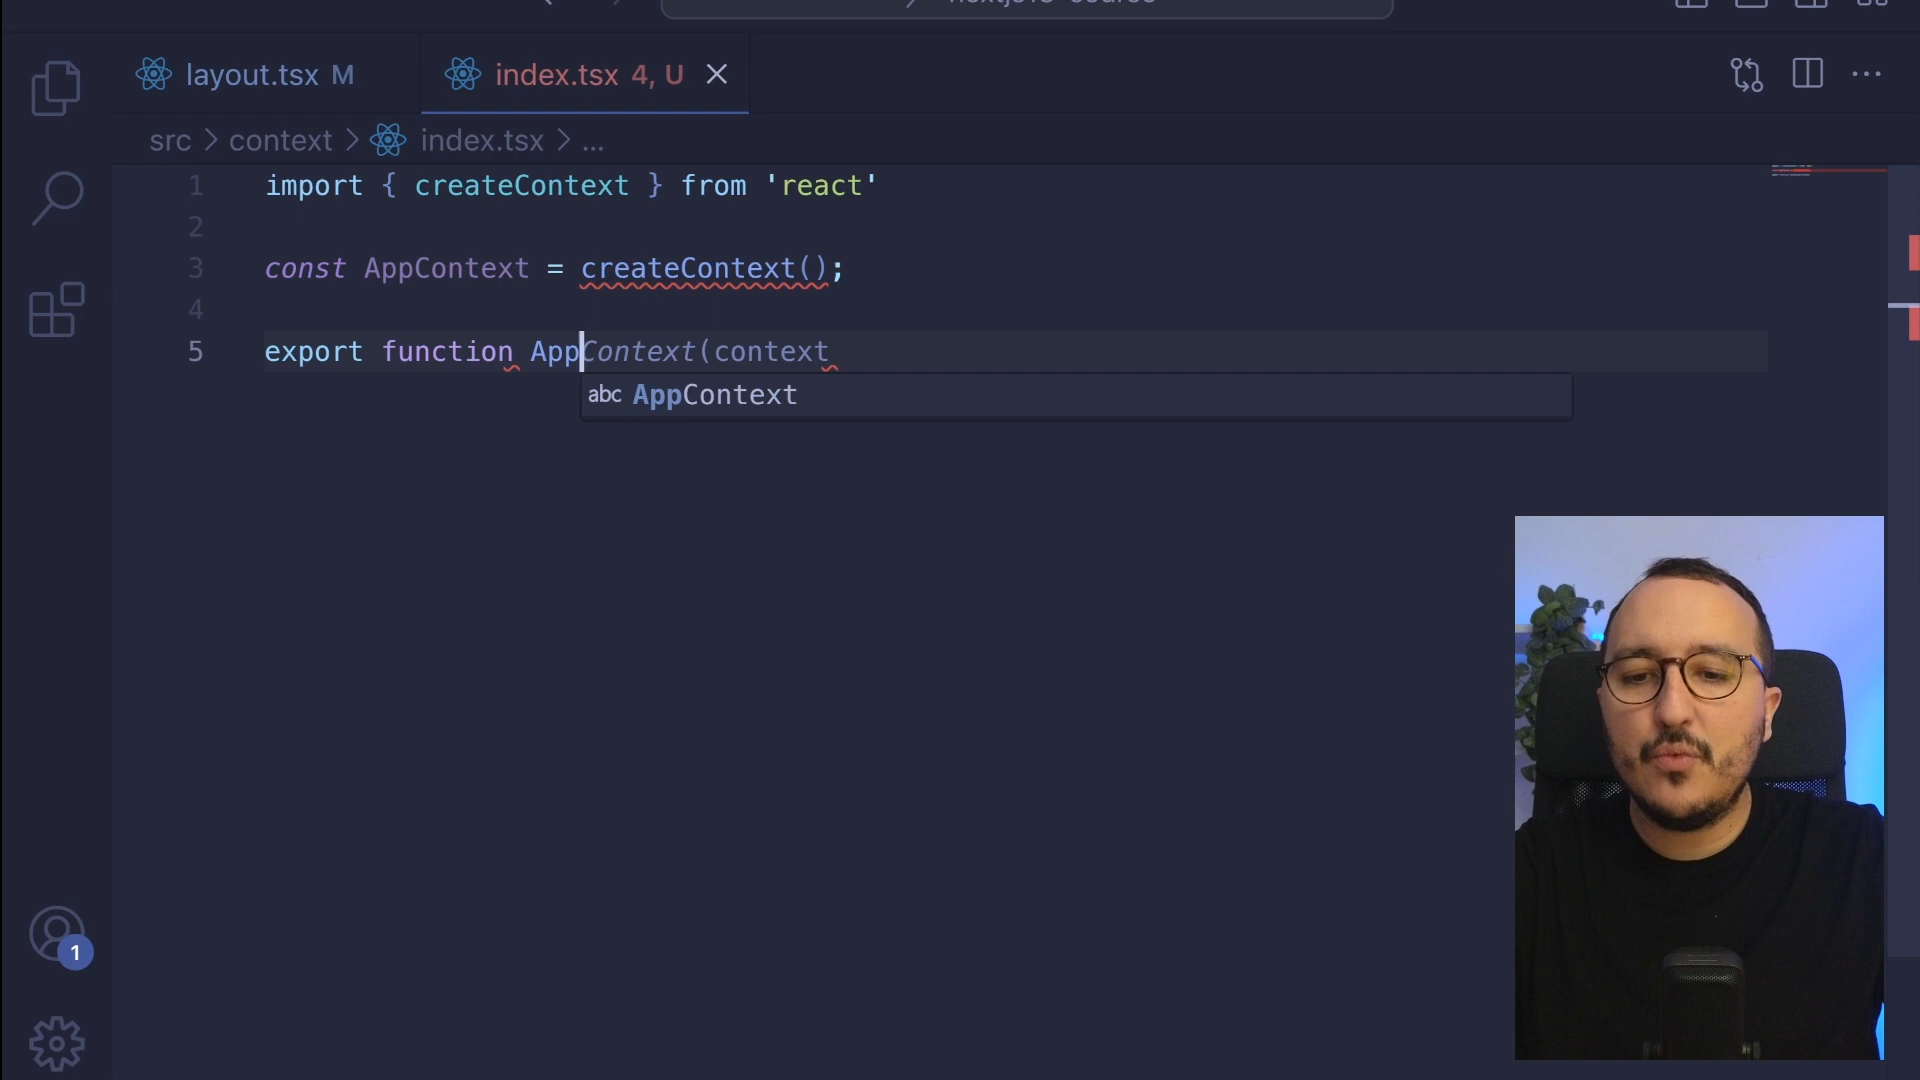 layout.tsx M
index.tsx 4, U
src > context > index.tsx > ...
1 import { createContext } from 'react'
2
3 const AppContext = createContext();
4
5 export function AppContext(context
abc AppContext
1